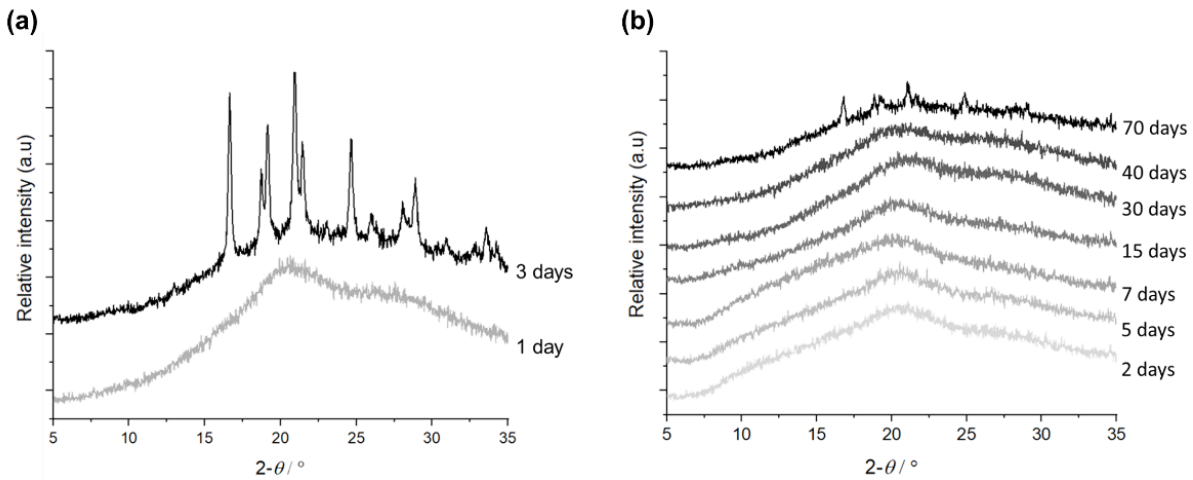 (a)
Relative intensity (a.u)
3 days
1 day
5 10 15 20 25 30 35
2-θ / °
(b)
Relative intensity (a.u)
70 days
40 days
30 days
15 days
7 days
5 days
2 days
5 10 15 20 25 30 35
2-θ / °